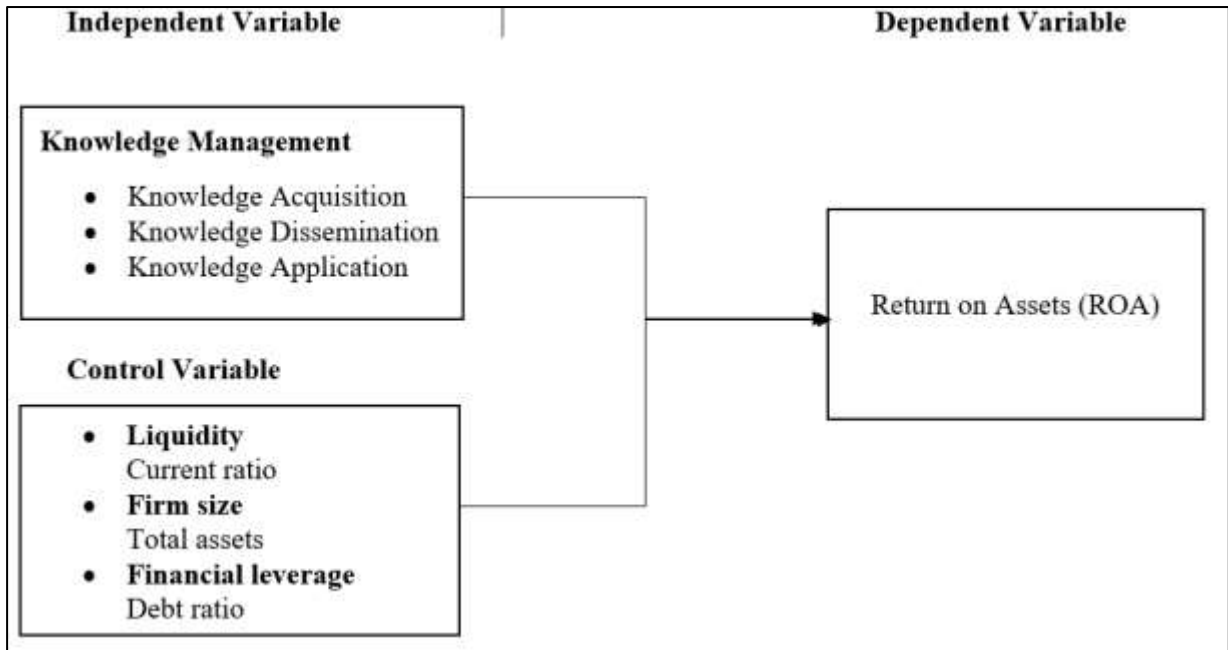 Independent Variable
Dependent Variable
Knowledge Management
• Knowledge Acquisition
• Knowledge Dissemination
• Knowledge Application
Return on Assets (ROA)
Control Variable
• Liquidity
Current ratio
• Firm size
Total assets
• Financial leverage
Debt ratio